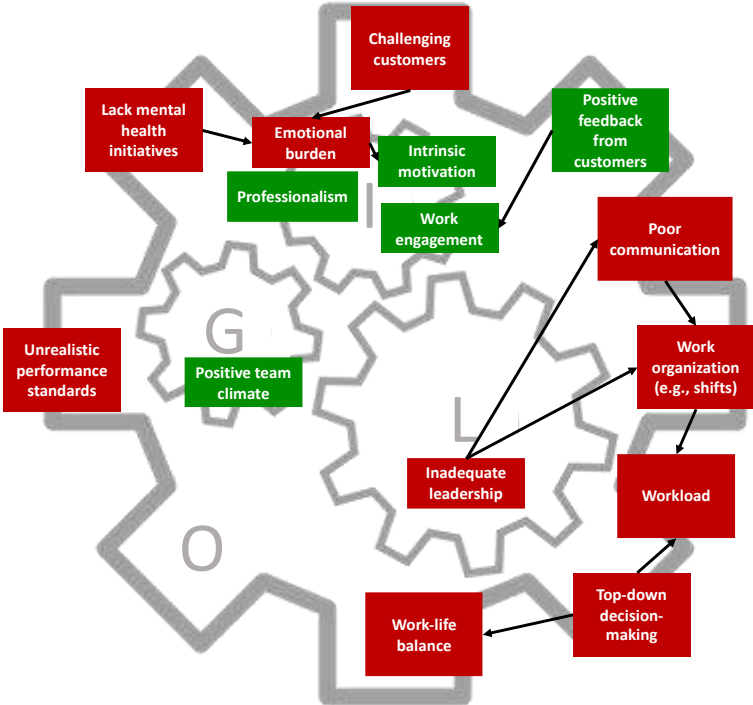 Challenging
customers
Lack mental
health
initiatives
Emotional
burden
Intrinsic
motivation
Positive
feedback
from
customers
Professionalism
I
Work
engagement
Poor
communication
G
Unrealistic
performance
standards
Positive team
climate
Work
organization
(e.g., shifts)
L
Inadequate
leadership
Workload
O
Top-down
decision-
making
Work-life
balance